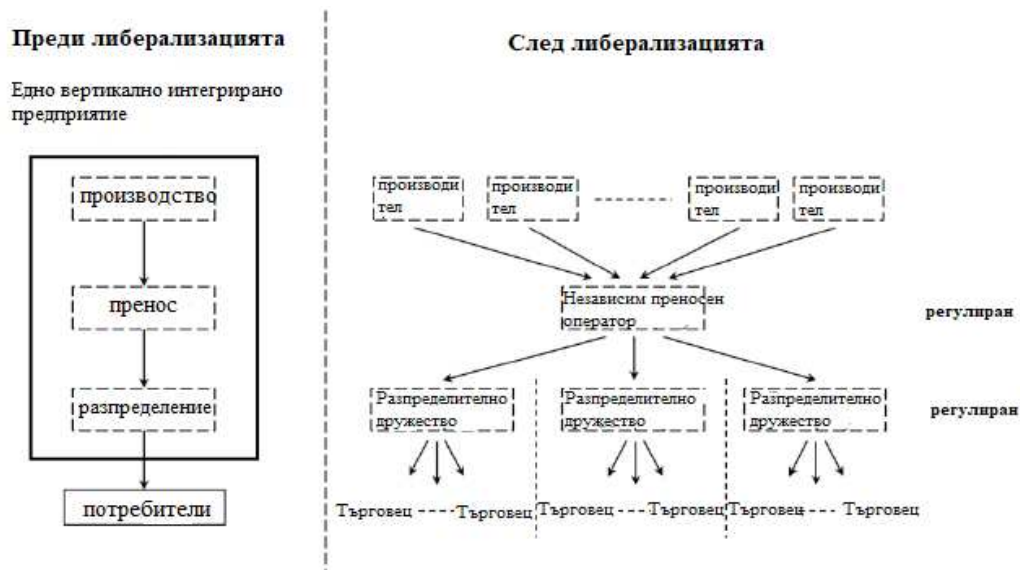 Преди либерализацията
Едно вертикално интегрирано
предприятие
производство
пренос
разпределение
потребители
След либерализацията
производи
тел
производи
тел
производи
тел
производи
тел
Независим преносен
оператор
регулиран
Разпределително
дружество
Разпределително
дружество
Разпределително
дружество
регулиран
Търговец ---- Търговец Търговец ---- Търговец Търговец ---- Търговец